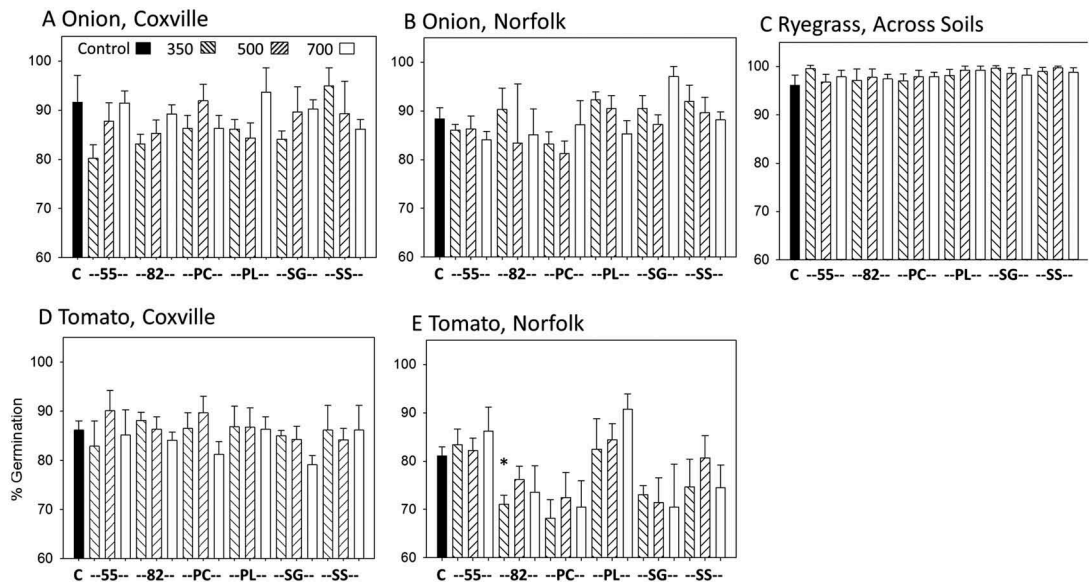 A Onion, Coxville
Control 350 500 700
100
90
80
70
60
C --55-- --82-- --PC-- --PL-- --SG-- --SS--
B Onion, Norfolk
100
90
80
70
60
C --55-- --82-- --PC-- --PL-- --SG-- --SS--
C Ryegrass, Across Soils
100
90
80
70
60
C --55-- --82-- --PC-- --PL-- --SG-- --SS--
D Tomato, Coxville
% Germination
100
90
80
70
60
C --55-- --82-- --PC-- --PL-- --SG-- --SS--
E Tomato, Norfolk
100
90
80
70
60
*
C --55-- --82-- --PC-- --PL-- --SG-- --SS--